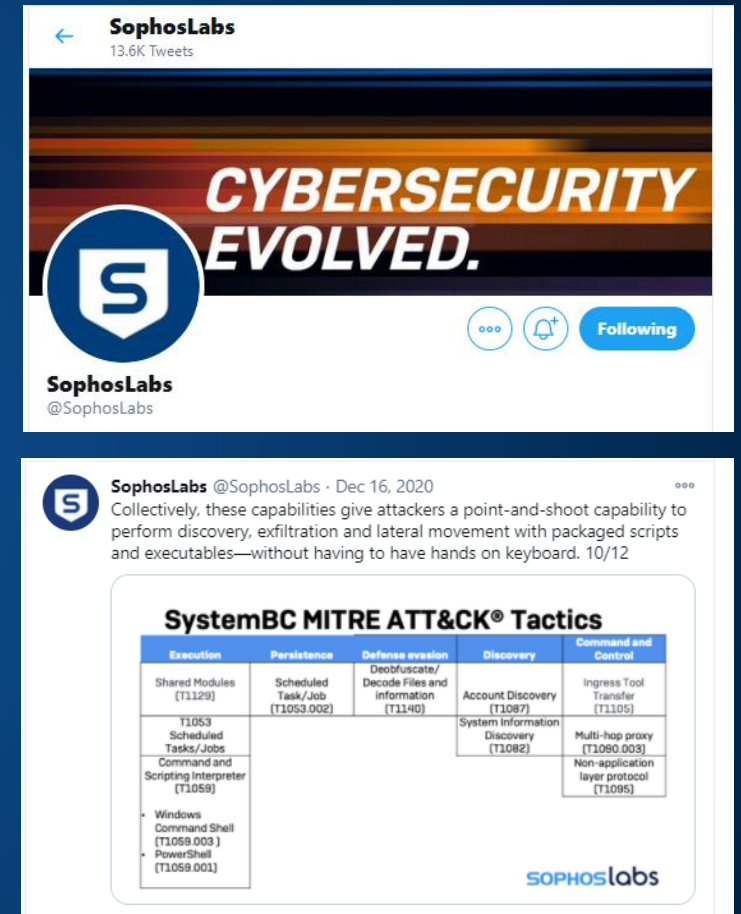 SophosLabs
13.6K Tweets
CYBERSECURITY
EVOLVED.
S
Following
SophosLabs
@SophosLabs
S
SophosLabs @SophosLabs · Dec 16, 2020
Collectively, these capabilities give attackers a point-and-shoot capability to
perform discovery, exfiltration and lateral movement with packaged scripts
and executables—without having to have hands on keyboard. 10/12
SystemBC MITRE ATT&CK® Tactics
Execution
Persistence
Defense evasion
Discovery
Command and
Control
Shared Modules
(T1129)
Scheduled
Task/Job
(T1053.002)
Deobfuscate/
Decode Files and
information
(T1140)
Account Discovery
(T1087)
Ingress Tool
Transfer
(T1105)
T1053
Scheduled
Tasks/Jobs
System Information
Discovery
(T1082)
Multi-hop proxy
(T1090.003)
Command and
Scripting Interpreter
(T1059)
• Windows
Command Shell
(T1059.003 )
• PowerShell
(T1059.001)
Non-application
layer protocol
(T1095)
SOPHOSlabs